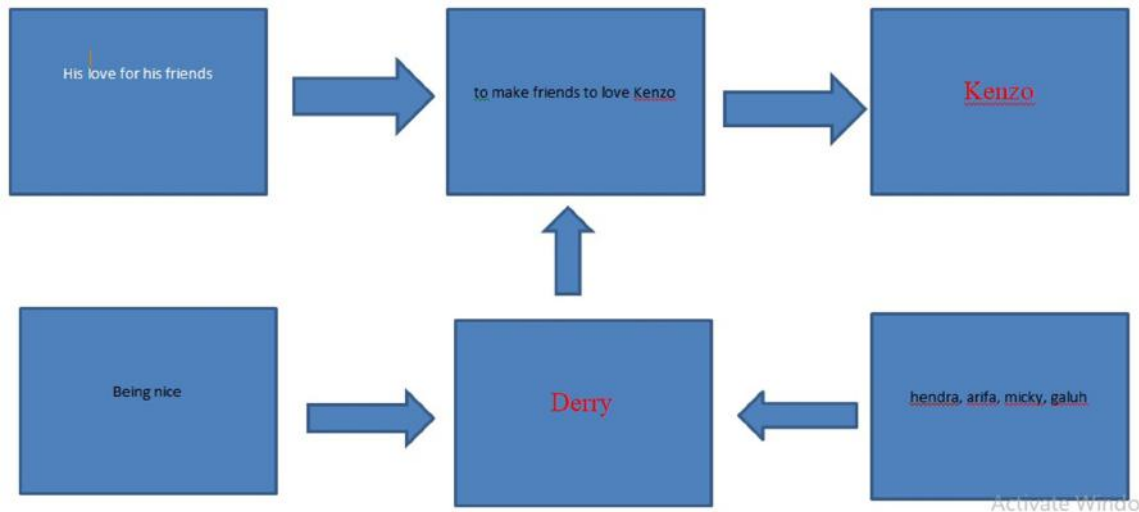 His love for his friends
to make friends to love Kenzo
Kenzo
Being nice
Derry
hendra, arifa, micky, galuh
Activate Windo